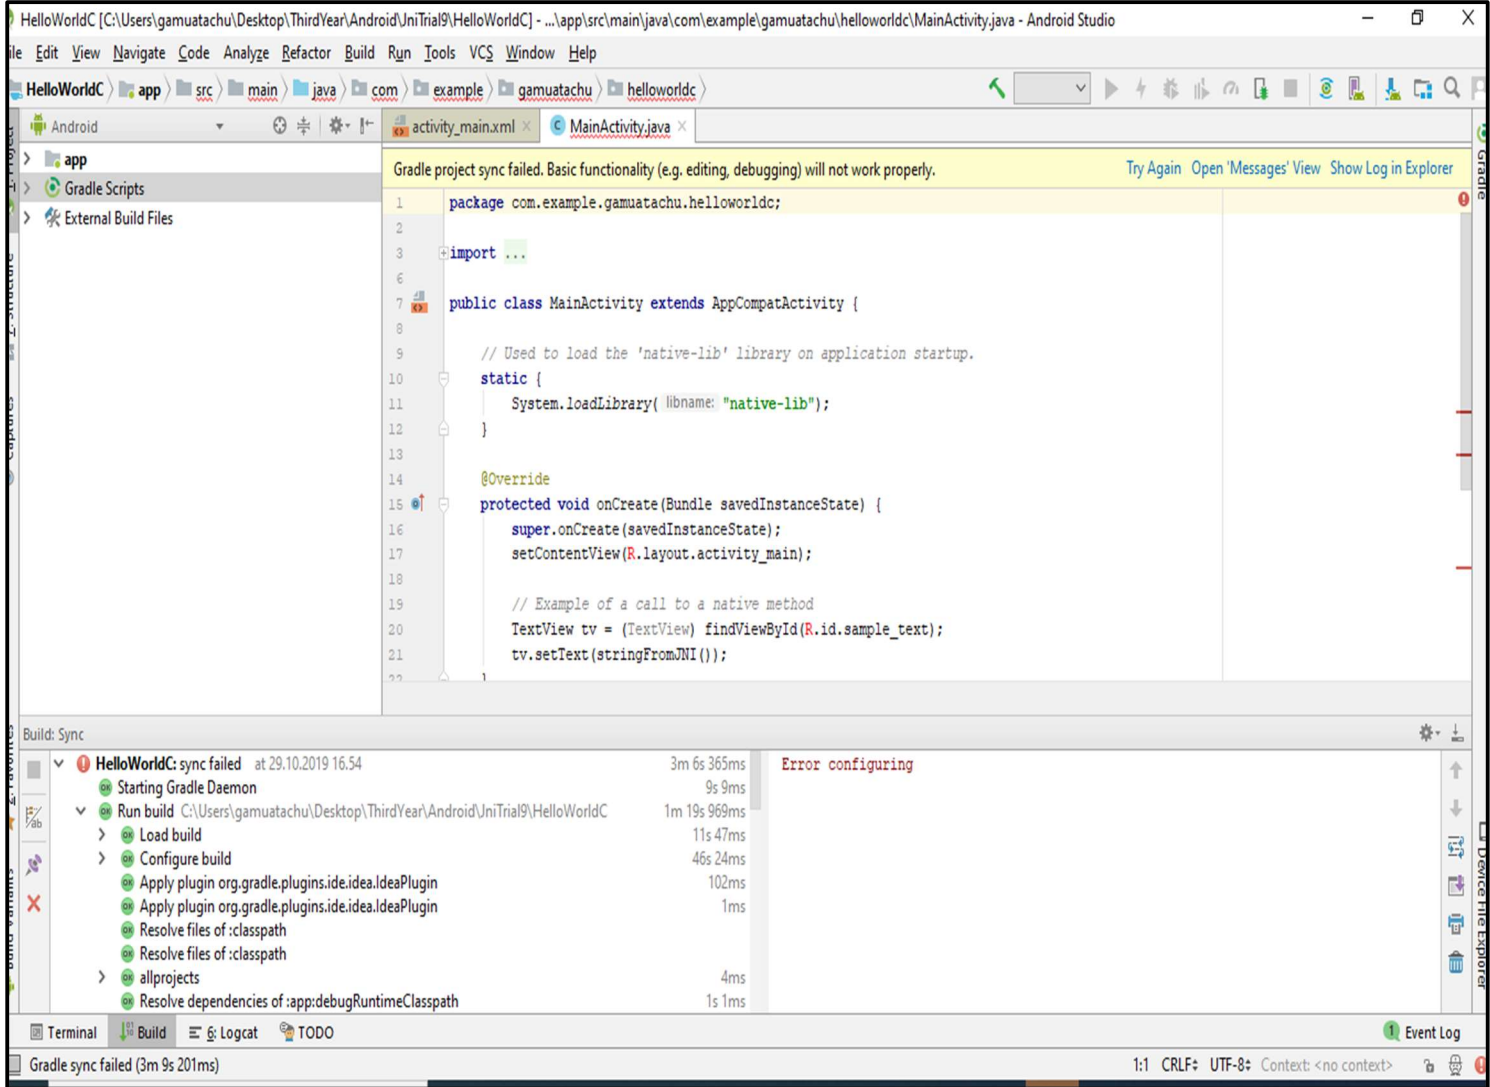 HelloWorldC [C:\Users\gamuatachu\Desktop\ThirdYear\Android\UniTrial9\HelloWorldC] - ...\app\src\main\java\com\example\gamuatachu\helloworldc\MainActivity.java - Android Studio
ile Edit View Navigate Code Analyze Refactor Build Run Tools VCS Window Help
HelloWorldC app src main java com example gamuatachu helloworldc
Android
activity_main.xml MainActivity.java
app
Gradle Scripts
External Build Files
Gradle project sync failed. Basic functionality (e.g. editing, debugging) will not work properly. Try Again Open 'Messages' View Show Log in Explorer
1 package com.example.gamuatachu.helloworldc;
2
3 import ...
6
7 public class MainActivity extends AppCompatActivity {
8
9 // Used to load the 'native-lib' library on application startup.
10 static {
11 System.loadLibrary( libname: "native-lib");
12 }
13
14 @Override
15 protected void onCreate(Bundle savedInstanceState) {
16 super.onCreate(savedInstanceState);
17 setContentView(R.layout.activity_main);
18
19 // Example of a call to a native method
20 TextView tv = (TextView) findViewById(R.id.sample_text);
21 tv.setText(stringFromJNI());
22 }
Gradle
Device File Explorer
Build: Sync
HelloWorldC: sync failed at 29.10.2019 16.54 3m 6s 365ms
Starting Gradle Daemon 9s 9ms
Run build C:\Users\gamuatachu\Desktop\ThirdYear\Android\UniTrial9\HelloWorldC 1m 19s 969ms
Load build 11s 47ms
Configure build 46s 24ms
Apply plugin org.gradle.plugins.ide.idea.IdeaPlugin 102ms
Apply plugin org.gradle.plugins.ide.idea.IdeaPlugin 1ms
Resolve files of :classpath
Resolve files of :classpath
allprojects 4ms
Resolve dependencies of :app:debugRuntimeClasspath 1s 1ms
Error configuring
Terminal Build 6: Logcat TODO 1 Event Log
Gradle sync failed (3m 9s 201ms) 1:1 CRLF UTF-8 Context: <no context>